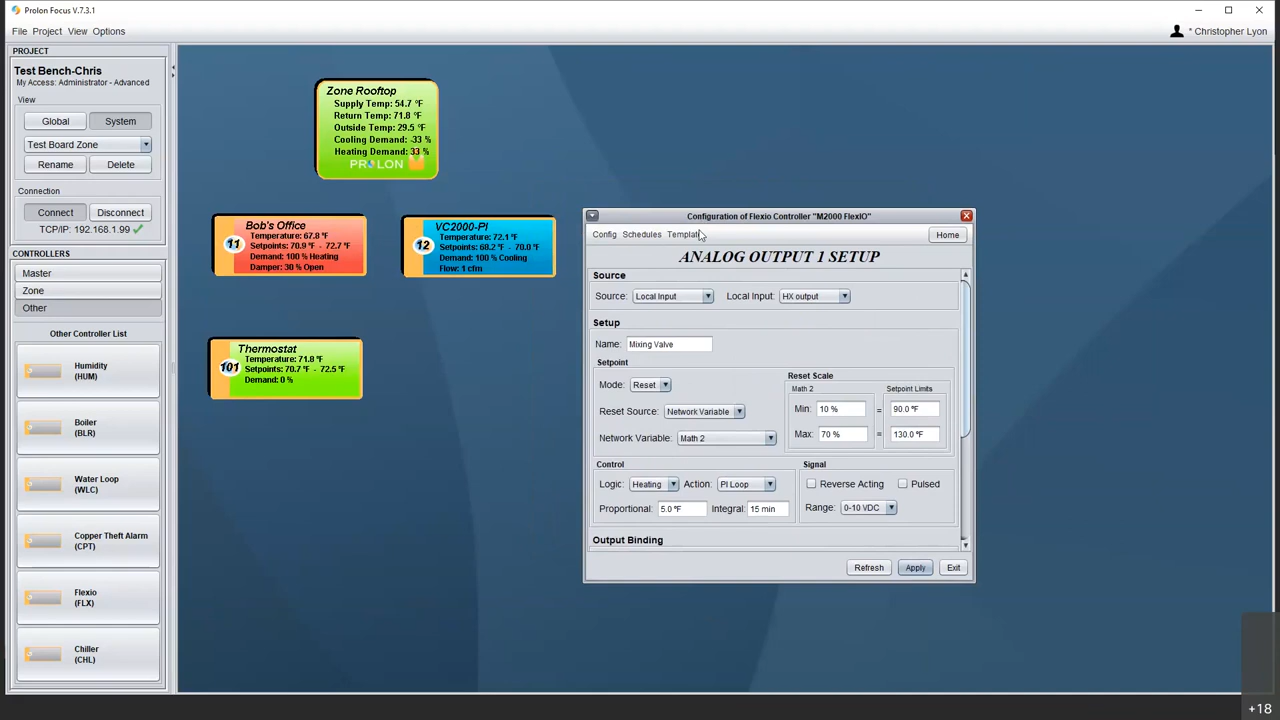 Prolon Focus V.7.3.1
File Project View Options
* Christopher Lyon
PROJECT
Test Bench-Chris
My Access: Administrator - Advanced
View
Global System
Test Board Zone
Rename Delete
Connection
Connect Disconnect
TCP/IP: 192.168.1.99
CONTROLLERS
Master
Zone
Other
Other Controller List
Humidity
(HUM)
Boiler
(BLR)
Water Loop
(WLC)
Copper Theft Alarm
(CPT)
Flexio
(FLX)
Chiller
(CHL)
Zone Rooftop
Supply Temp: 54.7 °F
Return Temp: 71.8 °F
Outside Temp: 29.5 °F
Cooling Demand: -33 %
Heating Demand: 33 %
PROLON
11
Bob's Office
Temperature: 67.8 °F
Setpoints: 70.9 °F - 72.7 °F
Demand: 100 % Heating
Damper: 30 % Open
12
VC2000-PI
Temperature: 72.1 °F
Setpoints: 68.2 °F - 70.0 °F
Demand: 100 % Cooling
Flow: 1 cfm
101
Thermostat
Temperature: 71.8 °F
Setpoints: 70.7 °F - 72.5 °F
Demand: 0 %
Configuration of Flexio Controller "M2000 FlexIO"
Config Schedules Template
Home
ANALOG OUTPUT 1 SETUP
Source
Source: Local Input Local Input: HX output
Setup
Name: Mixing Valve
Setpoint
Mode: Reset
Reset Source: Network Variable
Network Variable: Math 2
Reset Scale
Math 2 Setpoint Limits
Min: 10 % = 90.0 °F
Max: 70 % = 130.0 °F
Control
Logic: Heating Action: PI Loop
Proportional: 5.0 °F Integral: 15 min
Signal
Reverse Acting Pulsed
Range: 0-10 VDC
Output Binding
Refresh Apply Exit
+18